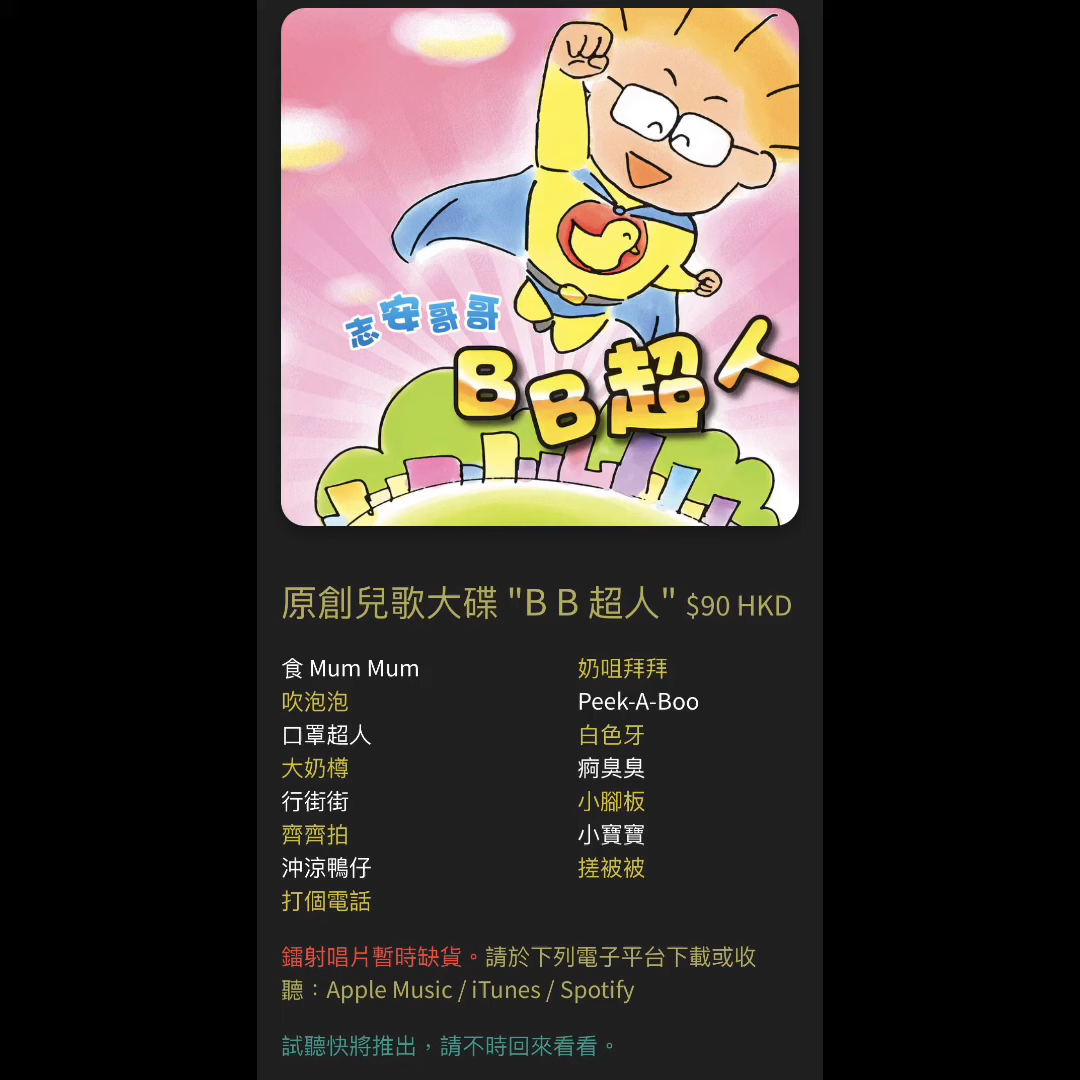 志安哥哥
BB超人
原創兒歌大碟 "B B 超人" $90 HKD
食 Mum Mum
吹泡泡
口罩超人
大奶樽
行街街
齊齊拍
沖涼鴨仔
打個電話
奶咀拜拜
Peek-A-Boo
白色牙
痾臭臭
小腳板
小寶寶
搓被被
鐳射唱片暫時缺貨。請於下列電子平台下載或收
聽：Apple Music / iTunes / Spotify
試聽快將推出，請不時回來看看。